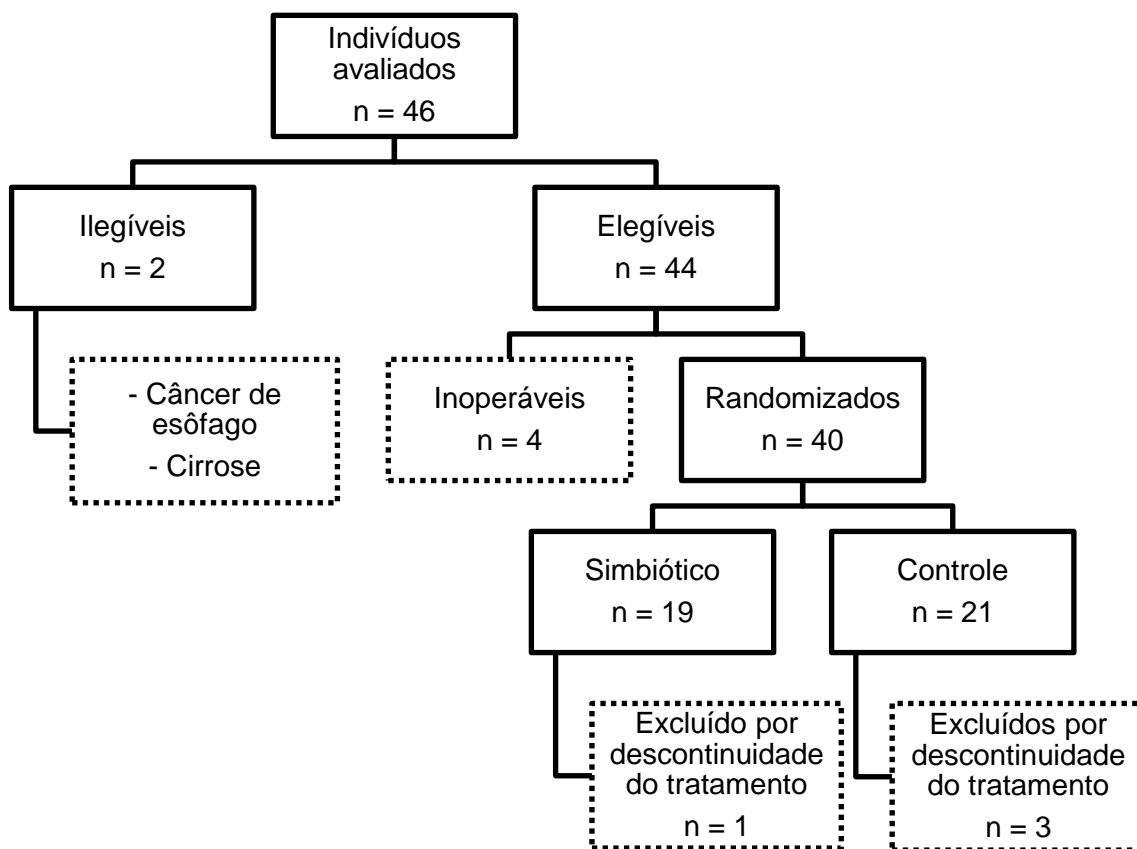 Indivíduos
avaliados
n = 46
Ilegíveis
n = 2
Elegíveis
n = 44
- Câncer de
esôfago
- Cirrose
Inoperáveis
n = 4
Randomizados
n = 40
Simbiótico
n = 19
Controle
n = 21
Excluído por
descontinuidade
do tratamento
n = 1
Excluídos por
descontinuidade
do tratamento
n = 3